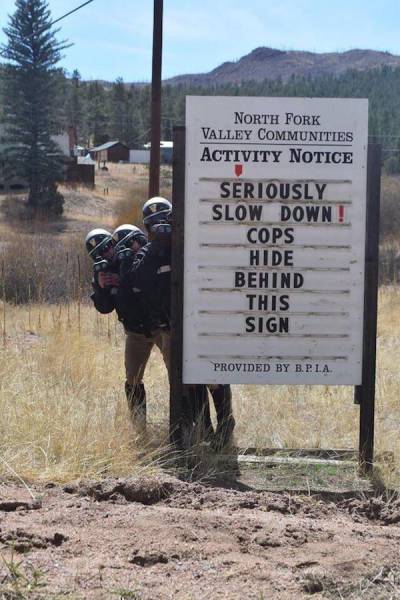 North Fork
Valley Communities
Activity Notice
SERIOUSLY
SLOW DOWN!
COPS
HIDE
BEHIND
THIS
SIGN
Provided by B.P.I.A.